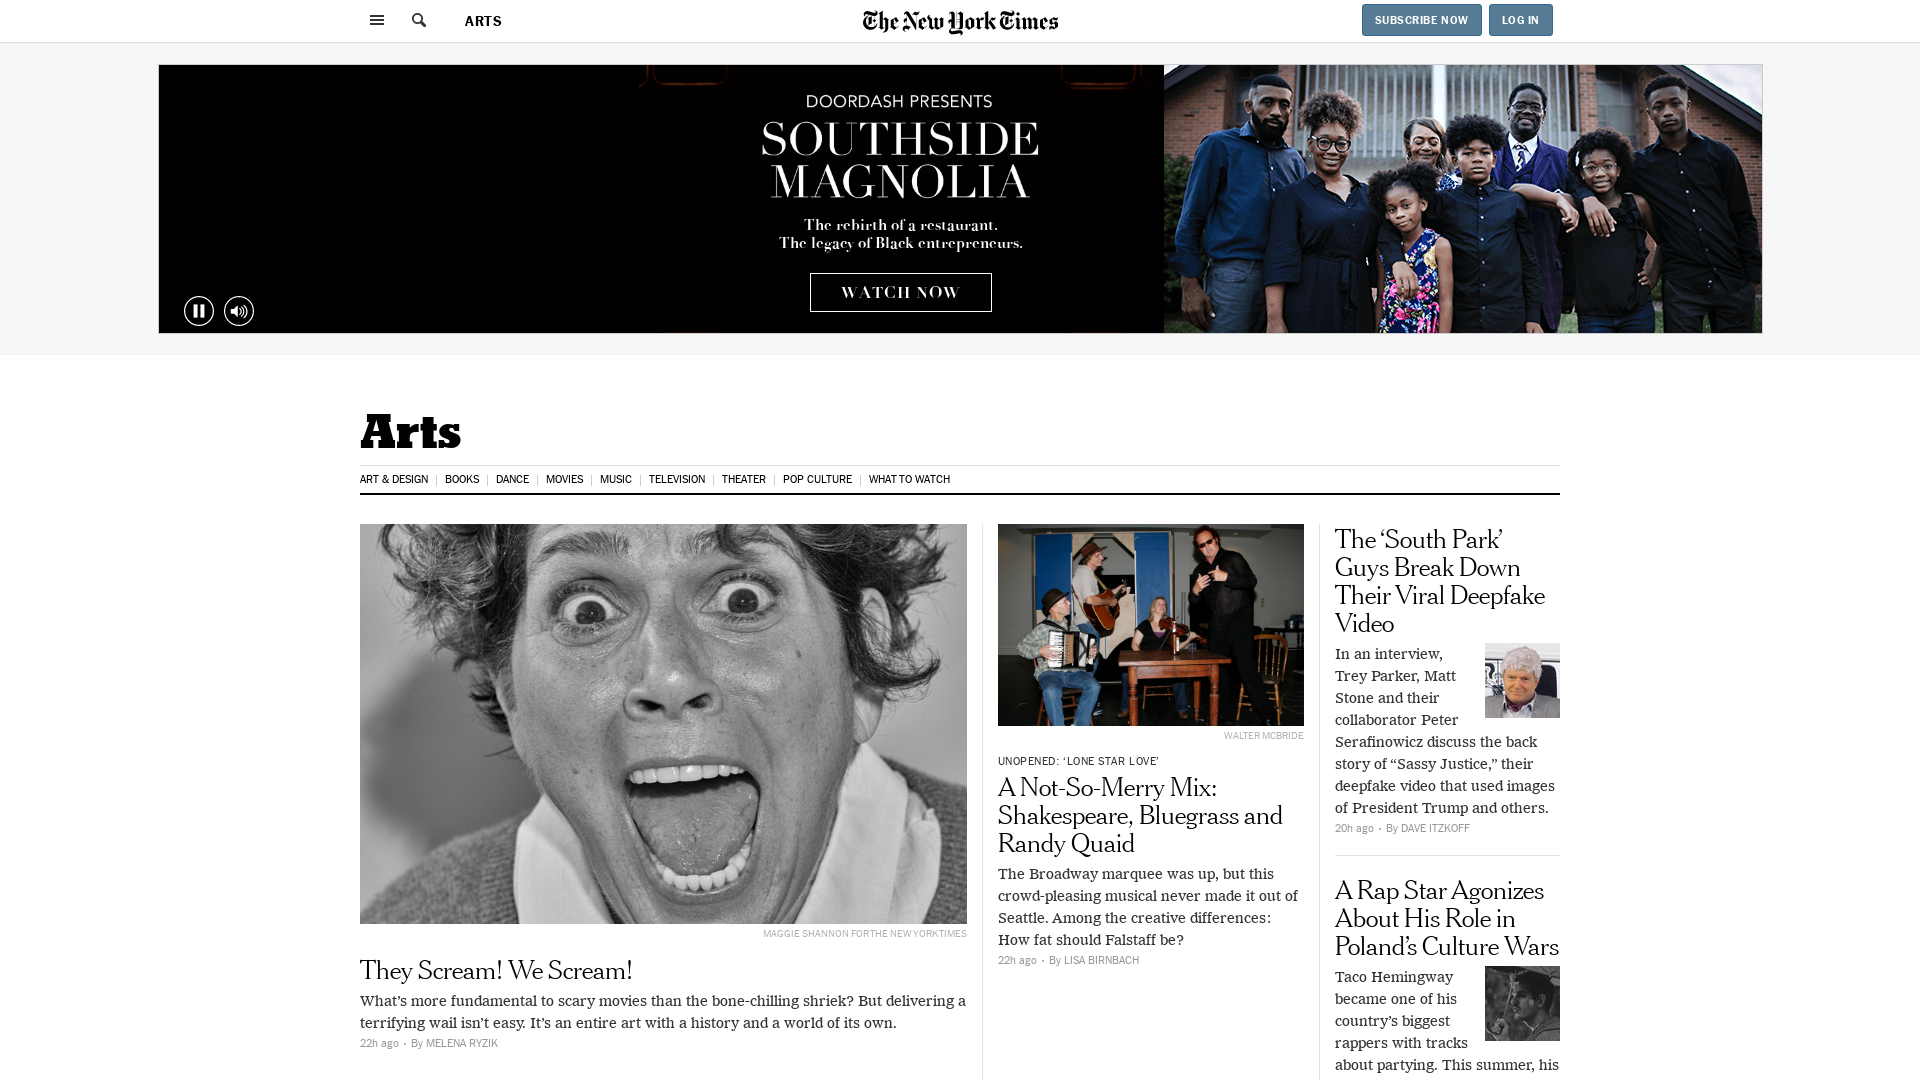 ARTS
The New York Times
SUBSCRIBE NOW
LOG IN
DOORDASH PRESENTS
SOUTHSIDE
MAGNOLIA
The rebirth of a restaurant.
The legacy of Black entrepreneurs.
WATCH NOW
Arts
ART & DESIGN
BOOKS
DANCE
MOVIES
MUSIC
TELEVISION
THEATER
POP CULTURE
WHAT TO WATCH
MAGGIE SHANNON FOR THE NEW YORK TIMES
They Scream! We Scream!
What’s more fundamental to scary movies than the bone-chilling shriek? But delivering a
terrifying wail isn’t easy. It’s an entire art with a history and a world of its own.
22h ago • By MELENA RYZIK
WALTER MCBRIDE
UNOPENED: ‘LONE STAR LOVE’
A Not-So-Merry Mix:
Shakespeare, Bluegrass and
Randy Quaid
The Broadway marquee was up, but this
crowd-pleasing musical never made it out of
Seattle. Among the creative differences:
How fat should Falstaff be?
22h ago • By LISA BIRNBACH
The ‘South Park’
Guys Break Down
Their Viral Deepfake
Video
In an interview,
Trey Parker, Matt
Stone and their
collaborator Peter
Serafinowicz discuss the back
story of “Sassy Justice,” their
deepfake video that used images
of President Trump and others.
20h ago • By DAVE ITZKOFF
A Rap Star Agonizes
About His Role in
Poland’s Culture Wars
Taco Hemingway
became one of his
country’s biggest
rappers with tracks
about partying. This summer, his